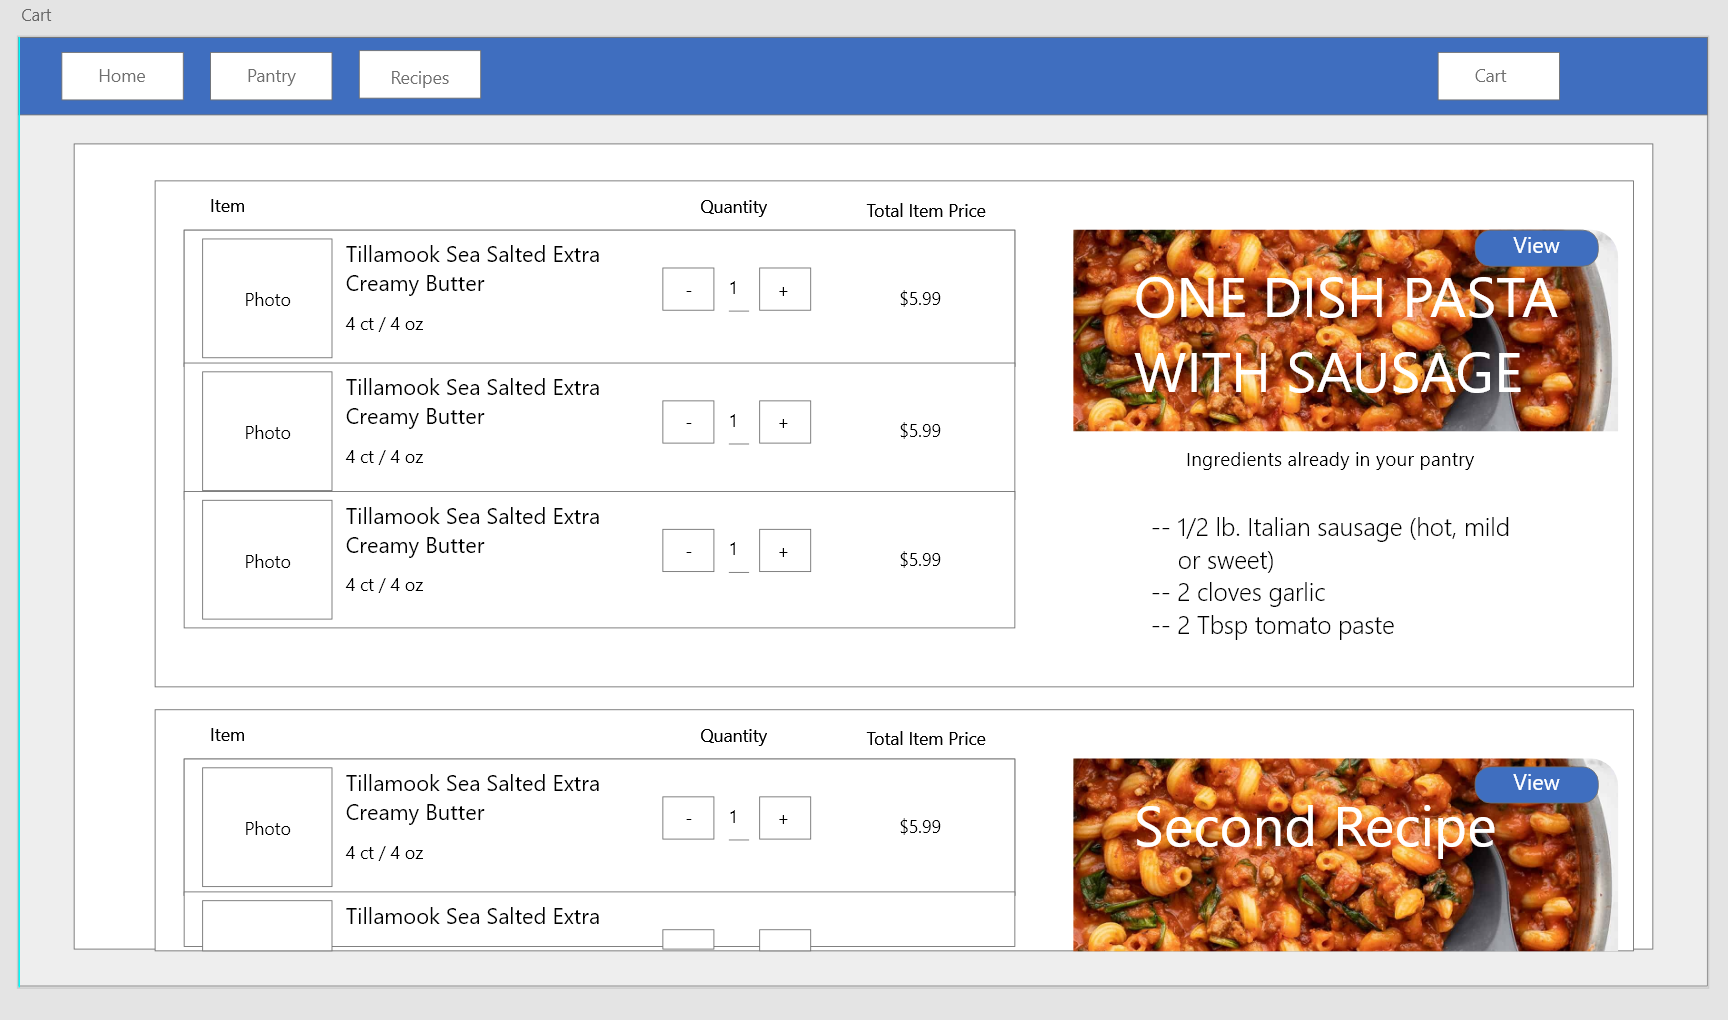 Cart
Home
Pantry
Recipes
Cart
Item
Quantity
Total Item Price
Photo
Tillamook Sea Salted Extra
Creamy Butter
4 ct / 4 oz
-
1
+
$5.99
Photo
Tillamook Sea Salted Extra
Creamy Butter
4 ct / 4 oz
-
1
+
$5.99
Photo
Tillamook Sea Salted Extra
Creamy Butter
4 ct / 4 oz
-
1
+
$5.99
View
ONE DISH PASTA
WITH SAUSAGE
Ingredients already in your pantry
-- 1/2 lb. Italian sausage (hot, mild
or sweet)
-- 2 cloves garlic
-- 2 Tbsp tomato paste
Item
Quantity
Total Item Price
Photo
Tillamook Sea Salted Extra
Creamy Butter
4 ct / 4 oz
-
1
+
$5.99
Tillamook Sea Salted Extra
View
Second Recipe